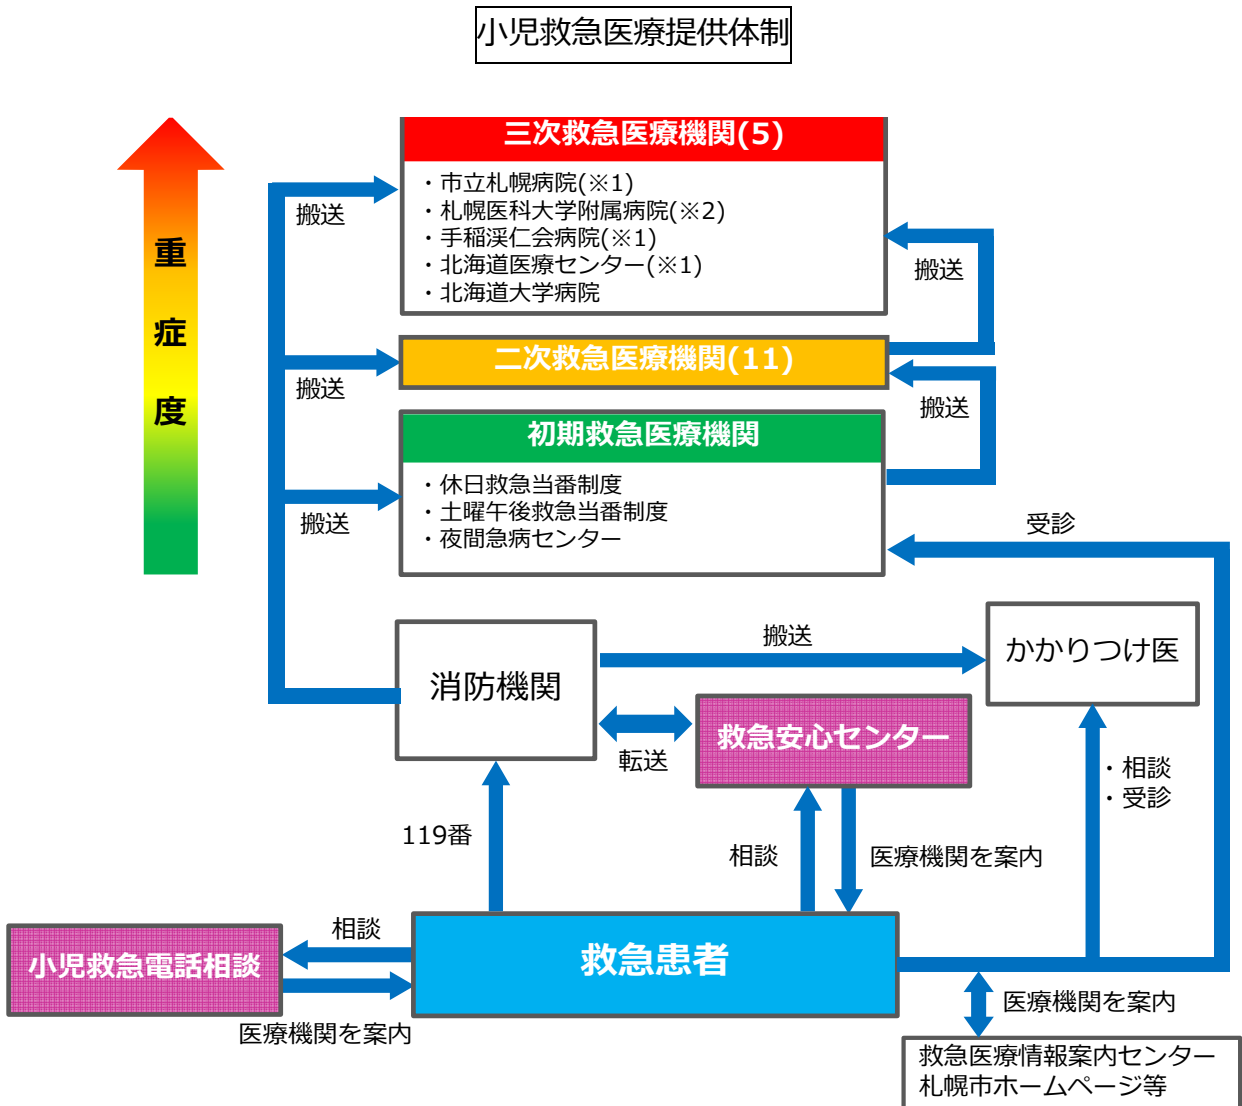 小児救急医療提供体制
重
症
度
三次救急医療機関(5)
・市立札幌病院(※1)
・札幌医科大学附属病院(※2)
・手稲渓仁会病院(※1)
・北海道医療センター(※1)
・北海道大学病院
搬送
搬送
二次救急医療機関(11)
搬送
搬送
初期救急医療機関
・休日救急当番制度
・土曜午後救急当番制度
・夜間急病センター
搬送
受診
消防機関
搬送
かかりつけ医
転送
救急安心センター
・相談
・受診
119番
相談
医療機関を案内
小児救急電話相談
相談
医療機関を案内
救急患者
医療機関を案内
救急医療情報案内センター
札幌市ホームページ等